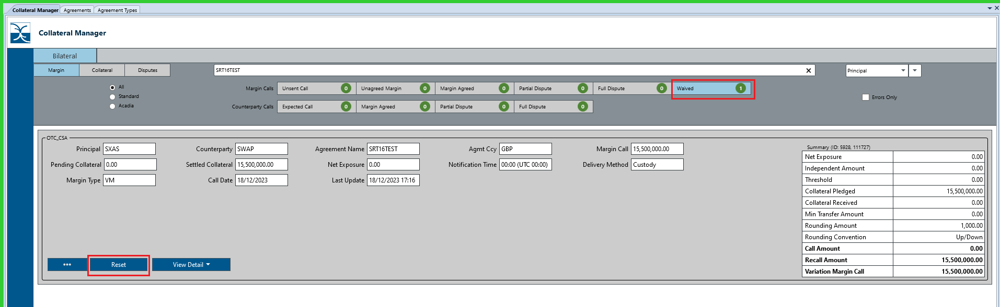 Collateral Manager Agreements Agreement Types
Collateral Manager
Bilateral
Margin Collateral Disputes SRT16TEST Principal
All
Standard
Acadia
Margin Calls Unsent Call 0 Unagreed Margin 0 Margin Agreed 0 Partial Dispute 0 Full Dispute 0 Waived 1
Errors Only
Counterparty Calls Expected Call 0 Margin Agreed 0 Partial Dispute 0 Full Dispute 0
OTC_CSA
Principal SXAS Counterparty SWAP Agreement Name SRT16TEST Agmt Ccy GBP Margin Call 15,500,000.00
Pending Collateral 0.00 Settled Collateral 15,500,000.00 Net Exposure 0.00 Notification Time 00:00 (UTC 00:00) Delivery Method Custody
Margin Type VM Call Date 18/12/2023 Last Update 18/12/2023 17:16
Summary (ID: 5928, 111727)
Net Exposure 0.00
Independent Amount 0.00
Threshold 0.00
Collateral Pledged 15,500,000.00
Collateral Received 0.00
Min Transfer Amount 0.00
Rounding Amount 1,000.00
Rounding Convention Up/Down
Call Amount 0.00
Recall Amount 15,500,000.00
Variation Margin Call 15,500,000.00
••• Reset View Detail